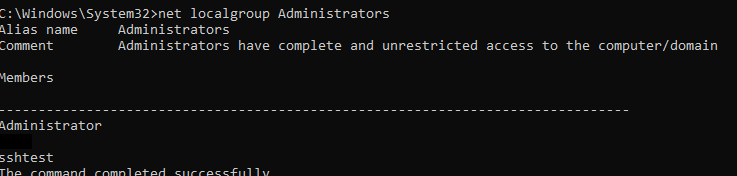 C:\Windows\System32>net localgroup Administrators
Alias name     Administrators
Comment        Administrators have complete and unrestricted access to the computer/domain
Members
-------------------------------------------------------------------------------
Administrator
sshtest
The command completed successfully